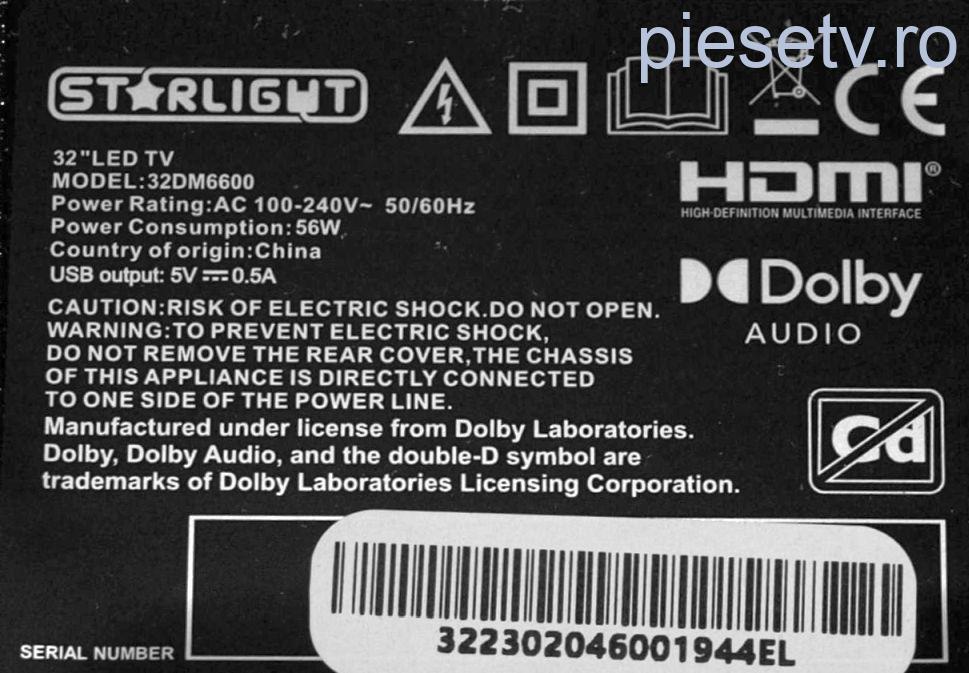 piesetv.ro
STARLIGHT
32"LED TV
MODEL:32DM6600
Power Rating:AC 100-240V~ 50/60Hz
Power Consumption:56W
Country of origin:China
USB output: 5V⎓0.5A
CE
HDMI®
HIGH-DEFINITION MULTIMEDIA INTERFACE
Dolby
AUDIO
CAUTION:RISK OF ELECTRIC SHOCK.DO NOT OPEN.
WARNING:TO PREVENT ELECTRIC SHOCK,
DO NOT REMOVE THE REAR COVER,THE CHASSIS
OF THIS APPLIANCE IS DIRECTLY CONNECTED
TO ONE SIDE OF THE POWER LINE.
Manufactured under license from Dolby Laboratories.
Dolby, Dolby Audio, and the double-D symbol are
trademarks of Dolby Laboratories Licensing Corporation.
Cd
SERIAL NUMBER
322302046001944EL